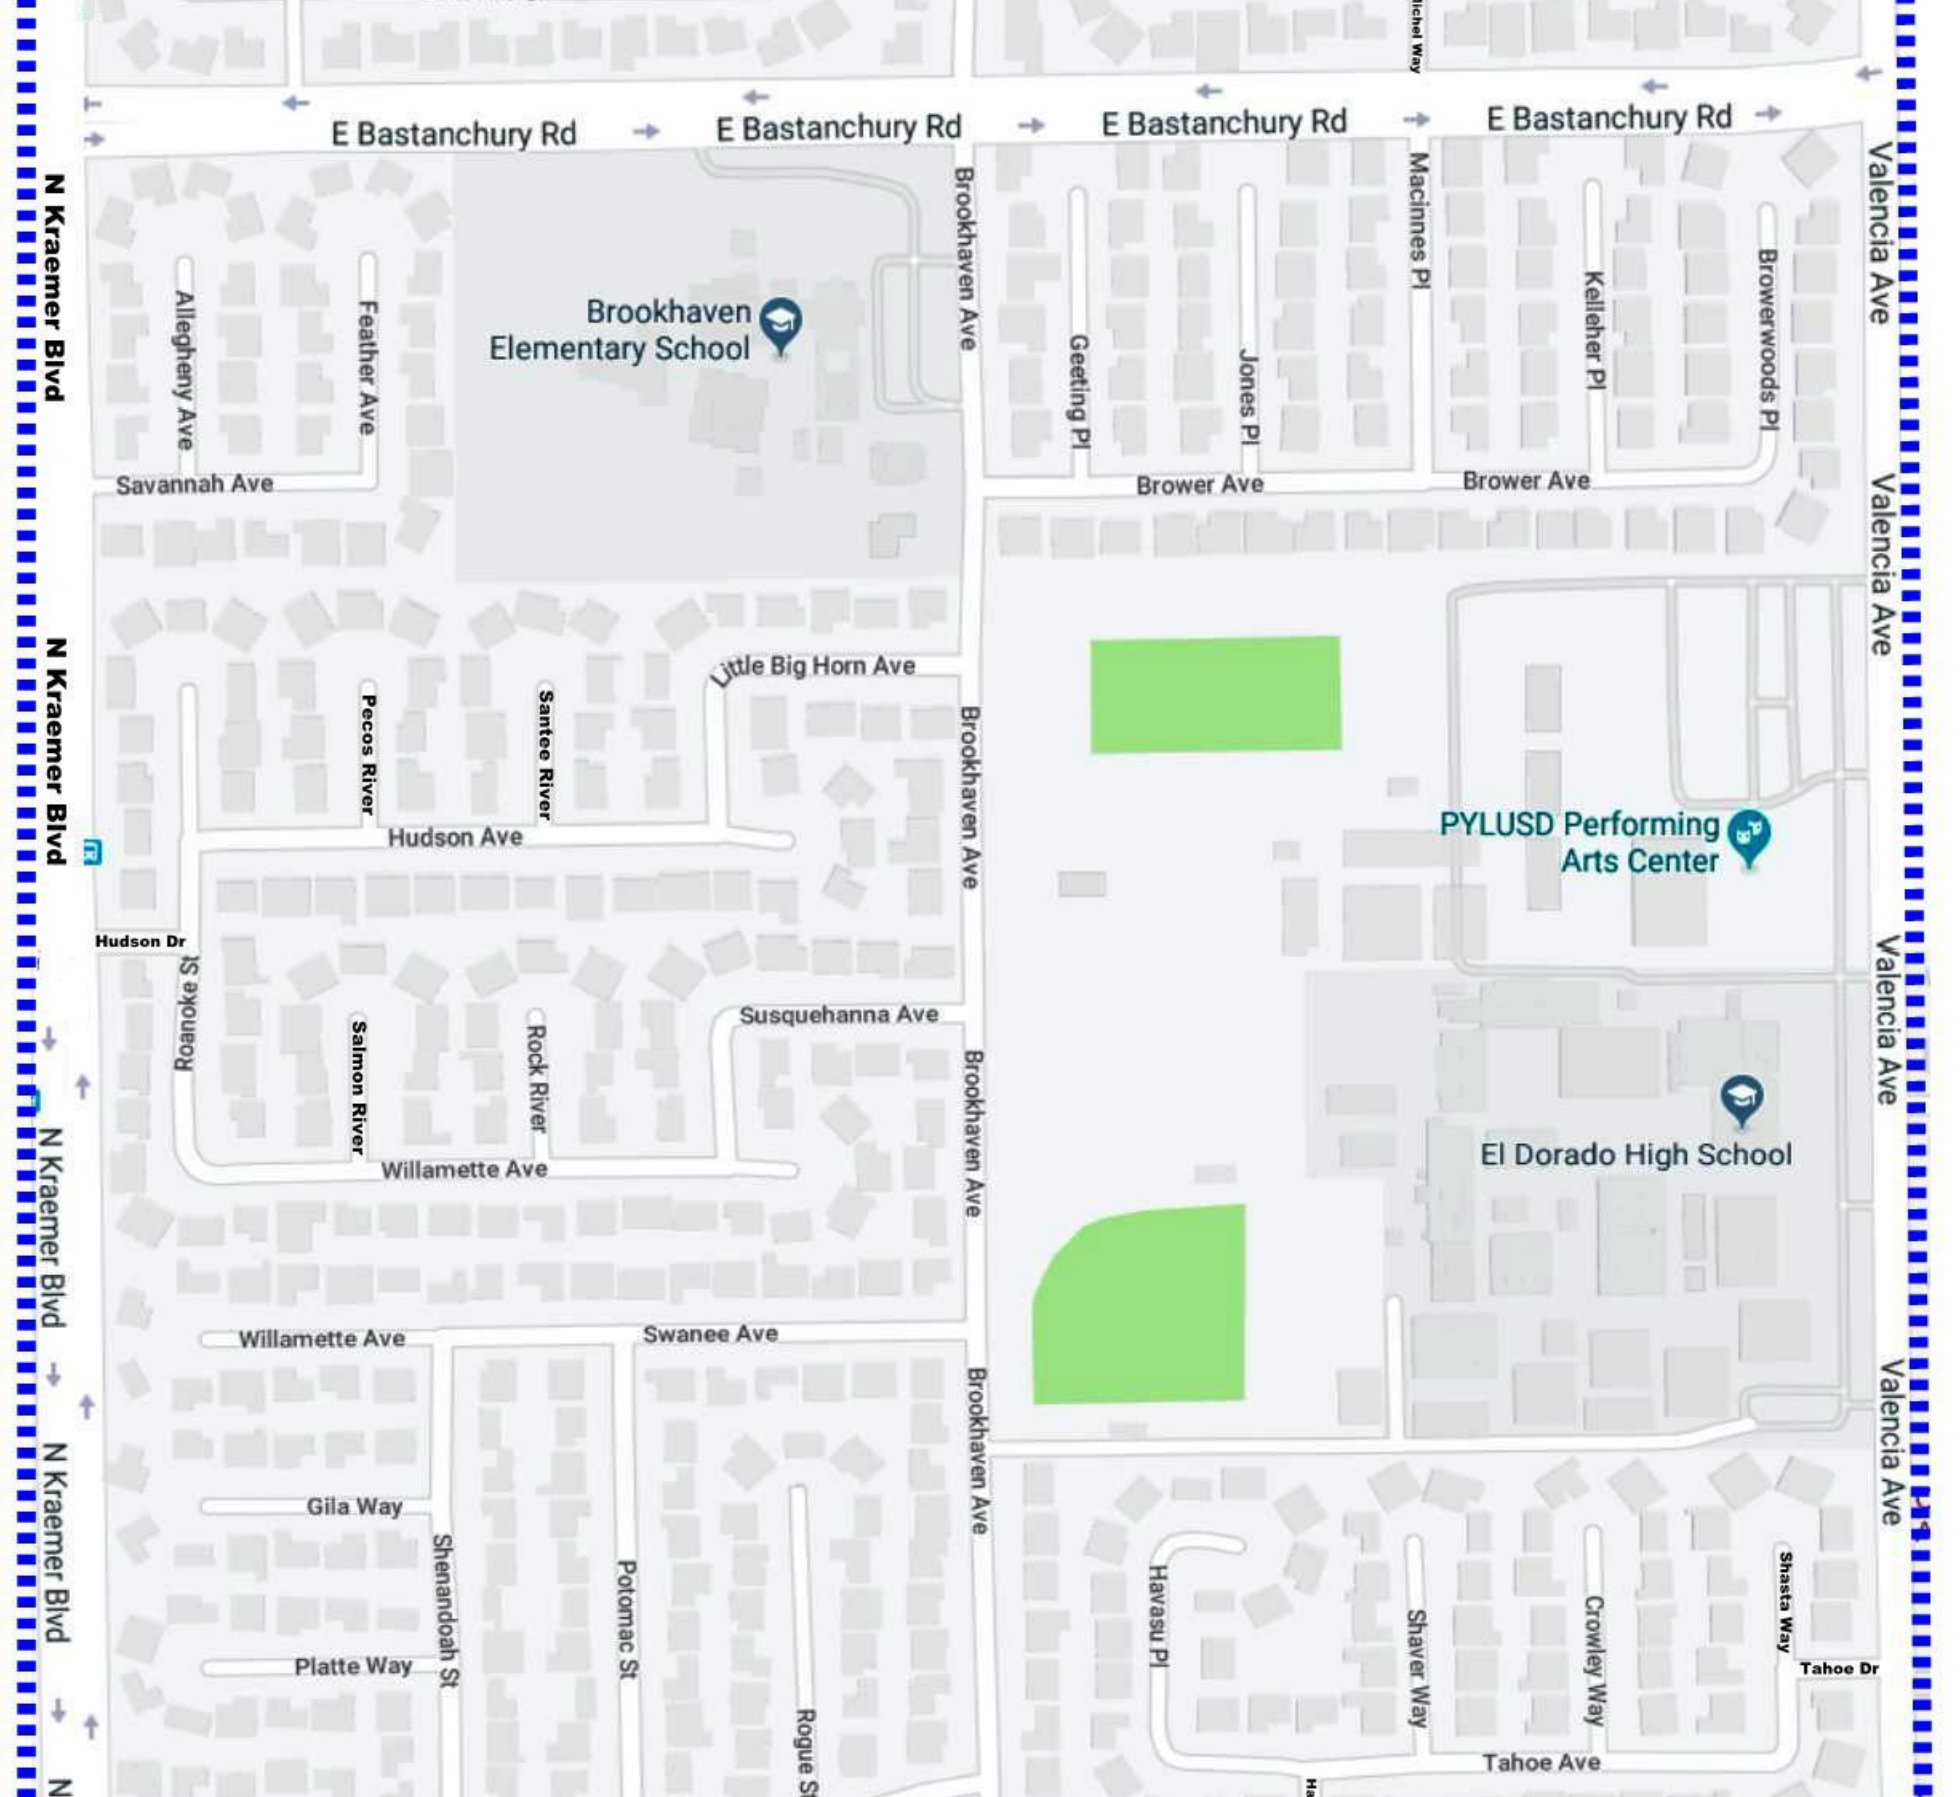 Michel Way
E Bastanchury Rd
E Bastanchury Rd
E Bastanchury Rd
E Bastanchury Rd
N Kraemer Blvd
Allegheny Ave
Feather Ave
Brookhaven
Elementary School
Brookhaven Ave
Geeting Pl
Jones Pl
Macinnes Pl
Kelleher Pl
Browerwoods Pl
Valencia Ave
Savannah Ave
Brower Ave
Brower Ave
Valencia Ave
N Kraemer Blvd
Pecos River
Santee River
Little Big Horn Ave
Brookhaven Ave
Hudson Ave
PYLUSD Performing
Arts Center
Hudson Dr
Roanoke St
Salmon River
Rock River
Susquehanna Ave
Brookhaven Ave
Valencia Ave
El Dorado High School
Willamette Ave
N Kraemer Blvd
Willamette Ave
Swanee Ave
Brookhaven Ave
Valencia Ave
N Kraemer Blvd
Gila Way
Shenandoah St
Potomac St
Platte Way
Rogue St
Havasu Pl
Shaver Way
Crowley Way
Shasta Way
Tahoe Dr
Tahoe Ave
Ha
N